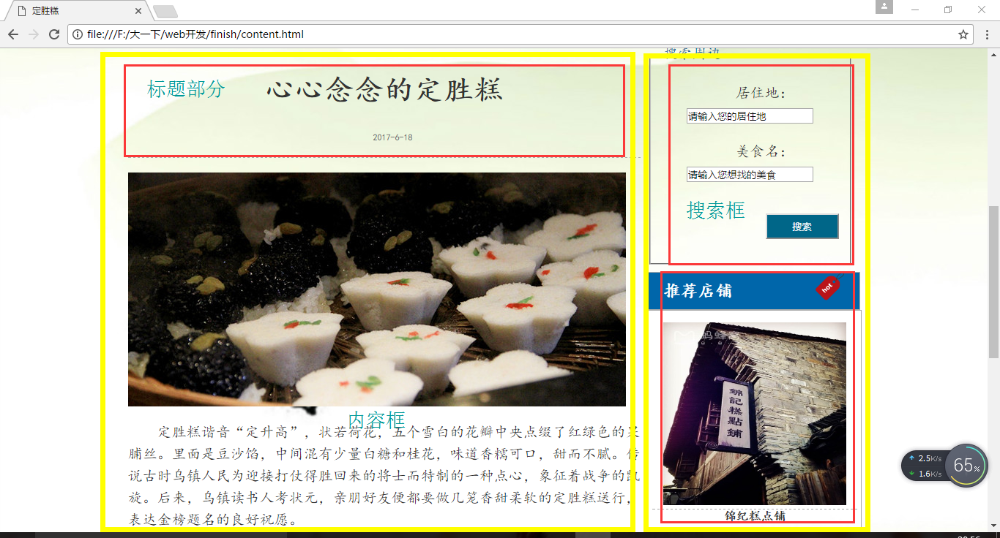 定胜糕
file:///F:/大一下/web开发/finish/content.html
标题部分
心心念念的定胜糕
2017-6-18
内容框
定胜糕谐音“定升高”，状若荷花，五个雪白的花瓣中央点缀了红绿色的果
脯丝。里面是豆沙馅，中间混有少量白糖和桂花，味道香糯可口，甜而不腻。传
说古时乌镇人民为迎接打仗得胜回来的将士而特制的一种点心，象征着战争的凯
旋。后来，乌镇读书人考状元，亲朋好友便都要做几笼香甜柔软的定胜糕送行，
表达金榜题名的良好祝愿。
搜索周边
居住地：
请输入您的居住地
美食名：
请输入您想找的美食
搜索框
搜索
推荐店铺
hot
蚂蜂窝
錦記糕點鋪
锦纪糕点铺
2.5K/s
1.6K/s
65%